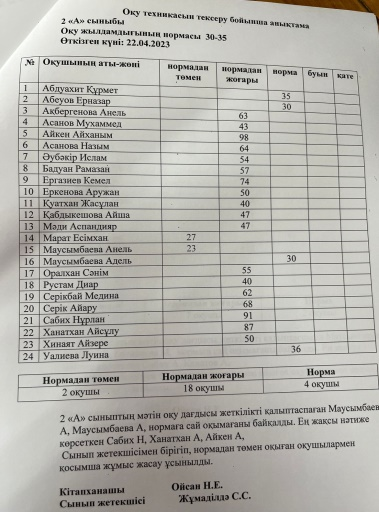 Оқу техникасын тексеру бойынша анықтама
2 «А» сыныбы
Оқу жылдамдығының нормасы 30-35
Өткізген күні: 22.04.2023
№ Оқушының аты-жөні нормадан төмен нормадан жоғары норма буын қате
1 Абдуахит Құрмет 35
2 Абеуов Ерназар 30
3 Ақбергенова Анель 63
4 Асанов Мухаммед 43
5 Айкен Айханым 98
6 Асанова Назым 64
7 Әубәкір Ислам 54
8 Бадуан Рамазан 57
9 Ергазиев Кемел 74
10 Еркенова Аружан 50
11 Қуатхан Жасұлан 40
12 Қабдыкешова Айша 47
13 Мәди Аспандияр 47
14 Марат Есімхан 27
15 Маусымбаева Анель 23
16 Маусымбаева Адель 30
17 Оралхан Сәнім 55
18 Рустам Диар 40
19 Серікбай Медина 62
20 Серік Айару 68
21 Сабих Нұрлан 91
22 Ханатхан Айсұлу 87
23 Хинаят Айзере 50
24 Уалиева Луина 36
Нормадан төмен Нормадан жоғары Норма
2 оқушы 18 оқушы 4 оқушы
2 «А» сыныптың мәтін оқу дағдысы жеткілікті қалыптаспаған Маусымбаев
А, Маусымбаева А, нормаға сай оқымағаны байқалды. Ең жақсы нәтиже
көрсеткен Сабих Н, Ханатхан А, Айкен А,
Сынып жетекшісімен бірігіп, нормадан төмен оқыған оқушылармен
қосымша жұмыс жасау ұсынылды.
Кітапханашы Ойсан Н.Е.
Сынып жетекшісі Жұмаділдә С.С.